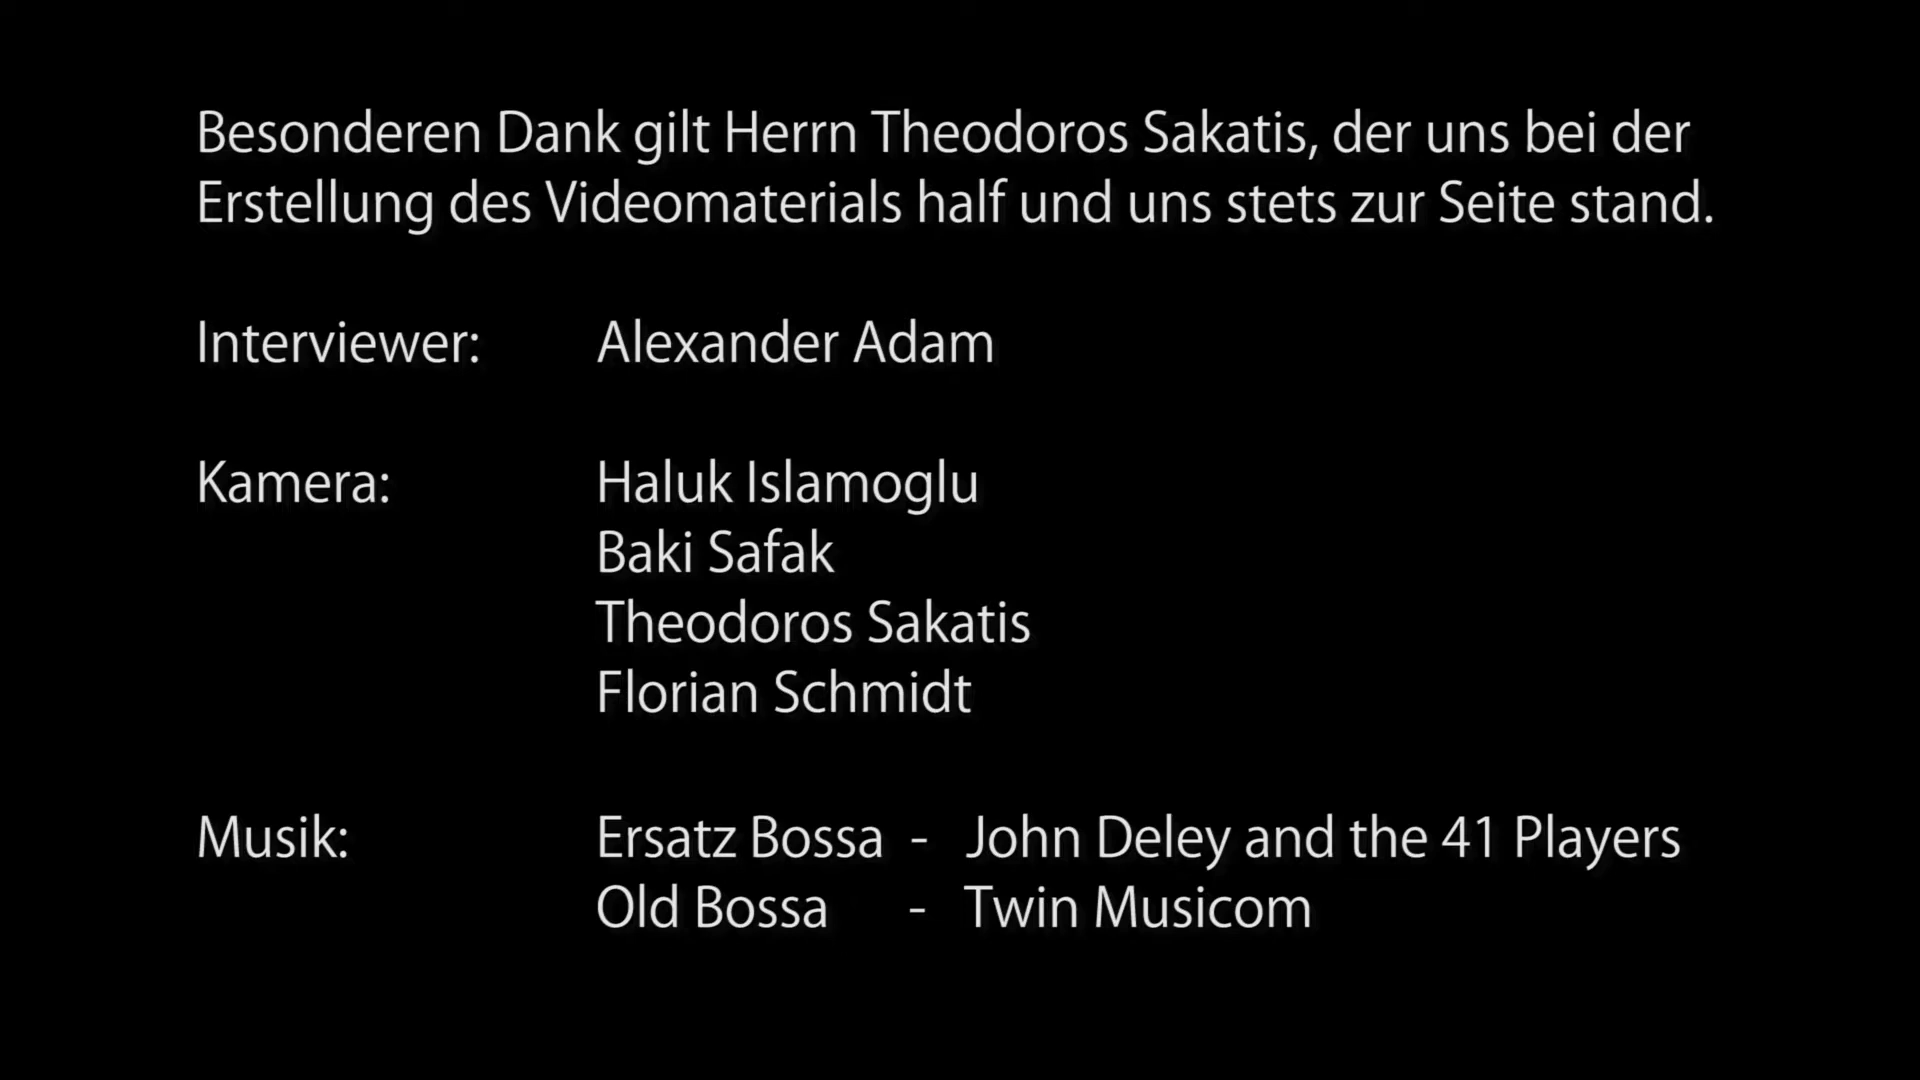 Besonderen Dank gilt Herrn Theodoros Sakatis, der uns bei der
Erstellung des Videomaterials half und uns stets zur Seite stand.
Interviewer: Alexander Adam
Kamera: Haluk Islamoglu
Baki Safak
Theodoros Sakatis
Florian Schmidt
Musik: Ersatz Bossa - John Deley and the 41 Players
Old Bossa - Twin Musicom